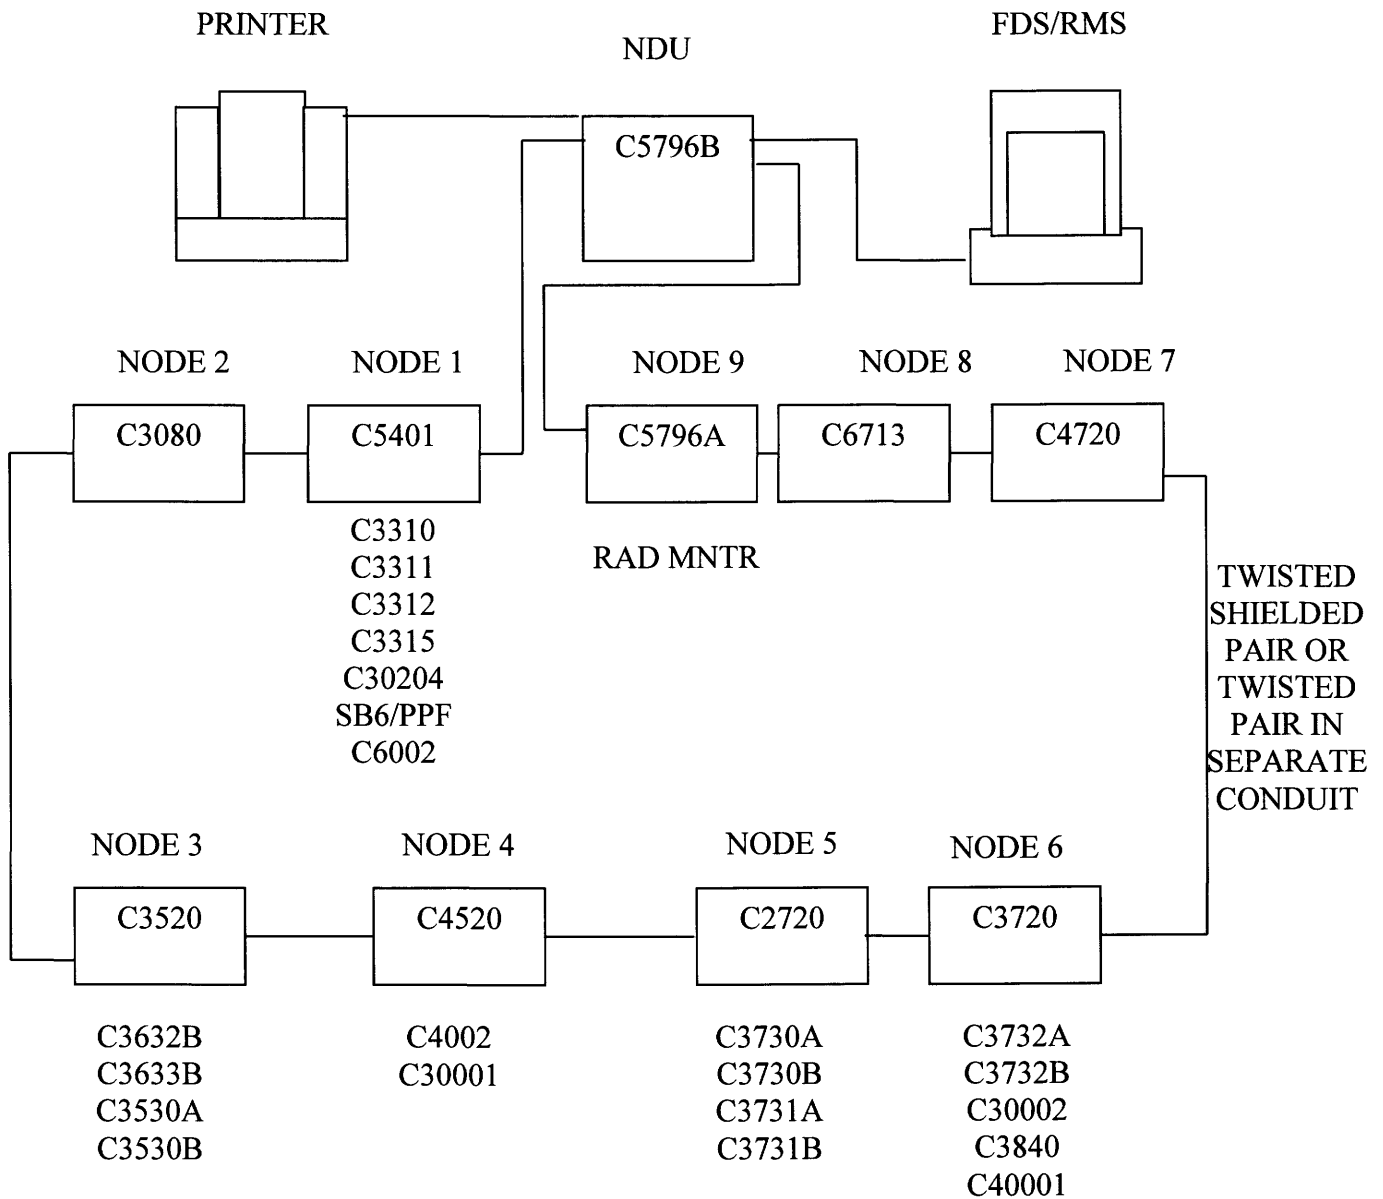 PRINTER
NDU
FDS/RMS
C5796B
NODE 2
NODE 1
NODE 9
NODE 8
NODE 7
C3080
C5401
C5796A
C6713
C4720
C3310
C3311
C3312
C3315
C30204
SB6/PPF
C6002
RAD MNTR
TWISTED
SHIELDED
PAIR OR
TWISTED
PAIR IN
SEPARATE
CONDUIT
NODE 3
NODE 4
NODE 5
NODE 6
C3520
C4520
C2720
C3720
C3632B
C3633B
C3530A
C3530B
C4002
C30001
C3730A
C3730B
C3731A
C3731B
C3732A
C3732B
C30002
C3840
C40001